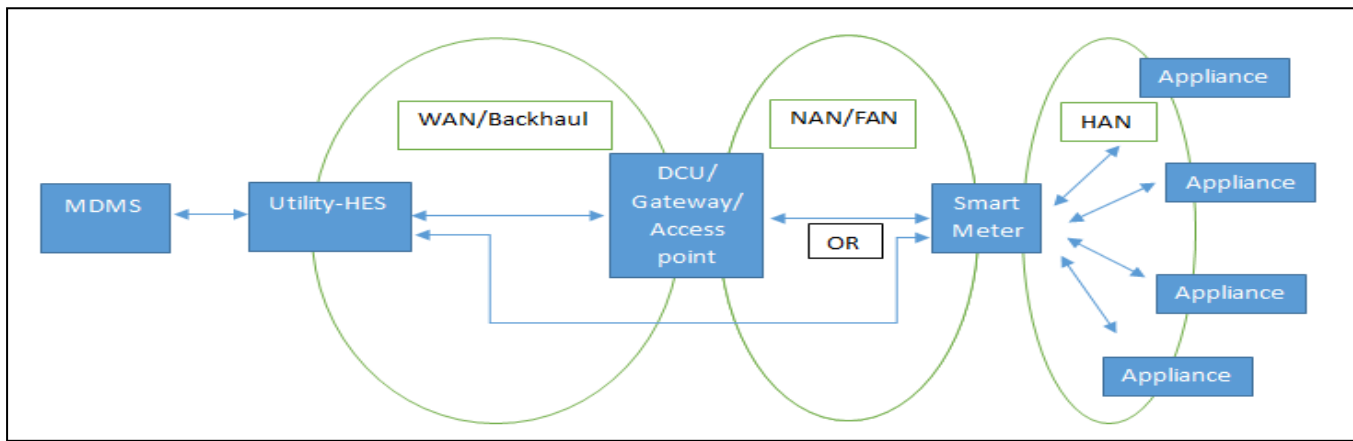 WAN/Backhaul
NAN/FAN
HAN
Appliance
MDMS
Utility-HES
DCU/
Gateway/
Access
point
OR
Smart
Meter
Appliance
Appliance
Appliance